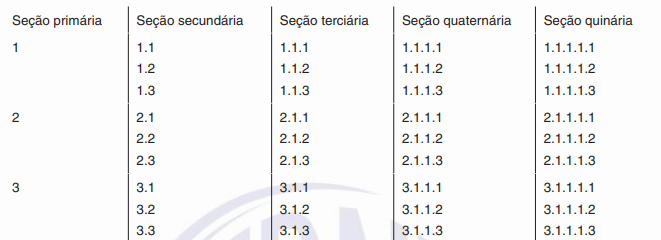 Seção primária Seção secundária Seção terciária Seção quaternária Seção quinária
1 1.1 1.1.1 1.1.1.1 1.1.1.1.1
1.2 1.1.2 1.1.1.2 1.1.1.1.2
1.3 1.1.3 1.1.1.3 1.1.1.1.3
2 2.1 2.1.1 2.1.1.1 2.1.1.1.1
2.2 2.1.2 2.1.1.2 2.1.1.1.2
2.3 2.1.3 2.1.1.3 2.1.1.1.3
3 3.1 3.1.1 3.1.1.1 3.1.1.1.1
3.2 3.1.2 3.1.1.2 3.1.1.1.2
3.3 3.1.3 3.1.1.3 3.1.1.1.3